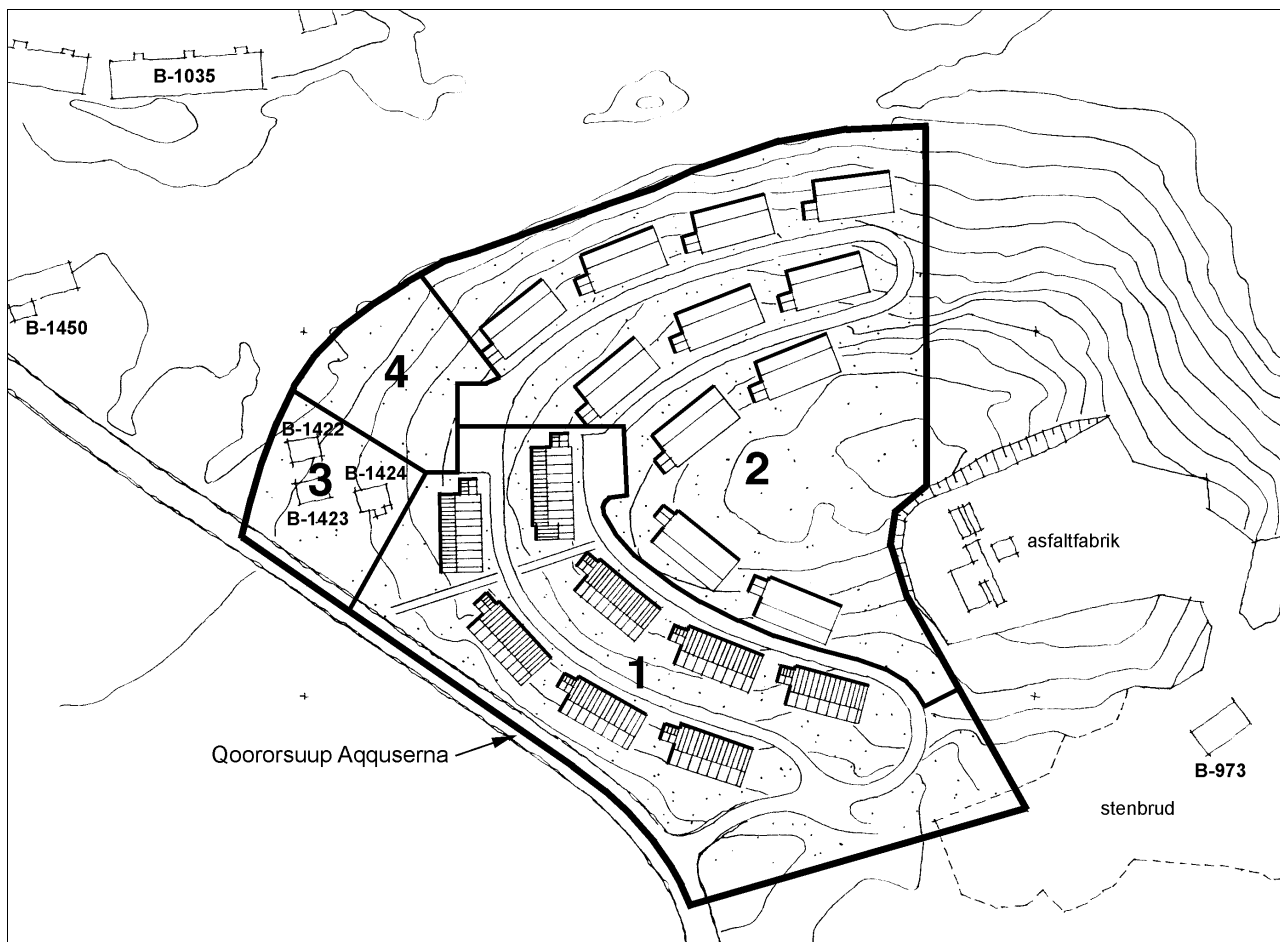 B-1035
B-1450
4
B-1422
3
B-1424
B-1423
2
asfaltfabrik
1
Qoororsuup Aqquserna
B-973
stenbrud